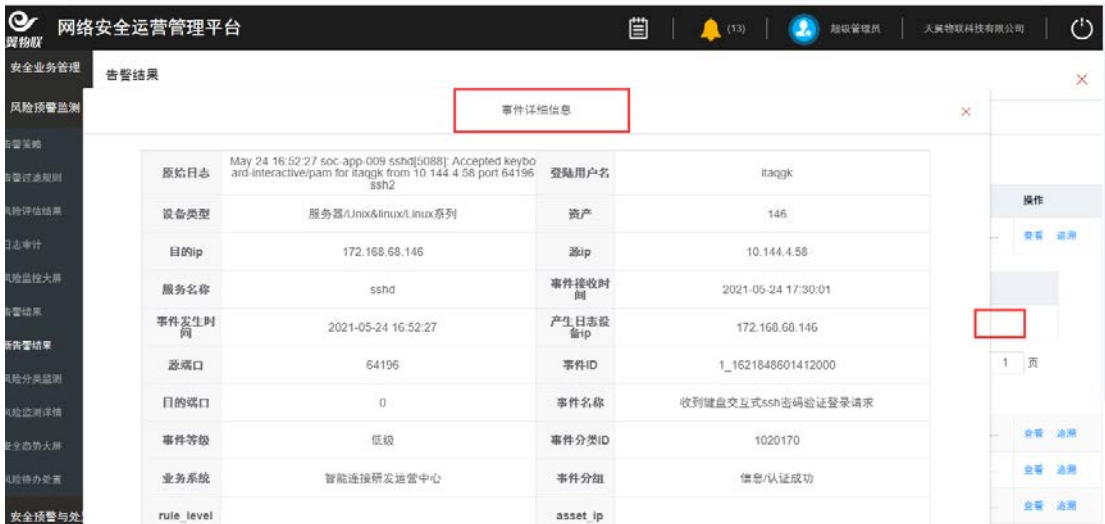 翼物联 网络安全运营管理平台 (13) 超级管理员 天翼物联科技有限公司
安全业务管理
告警结果
风险预警监测
事件详细信息
告警策略
告警过滤规则
风险评估结果
日志审计
风险监控大屏
告警结果
新告警结果
风险分类监测
风险监测详情
安全态势大屏
风险待办处置
安全预警与处
原始日志 May 24 16:52:27 soc-app-009 sshd[5088]: Accepted keybo
ard-interactive/pam for itaqgk from 10.144.4.58 port 64196
ssh2
登陆用户名 itaqgk
设备类型 服务器/Unix&linux/Linux系列 资产 146
目的ip 172.168.68.146 源ip 10.144.4.58
服务名称 sshd 事件接收时
间 2021-05-24 17:30:01
事件发生时
间 2021-05-24 16:52:27 产生日志设
备ip 172.168.68.146
源端口 64196 事件ID 1_1621848601412000
目的端口 0 事件名称 收到键盘交互式ssh密码验证登录请求
事件等级 低级 事件分类ID 1020170
业务系统 智能连接研发运营中心 事件分组 信息/认证成功
rule_level asset_ip
操作
... 查看 追溯
1 页
... 查看 追溯
... 查看 追溯
查看 追溯